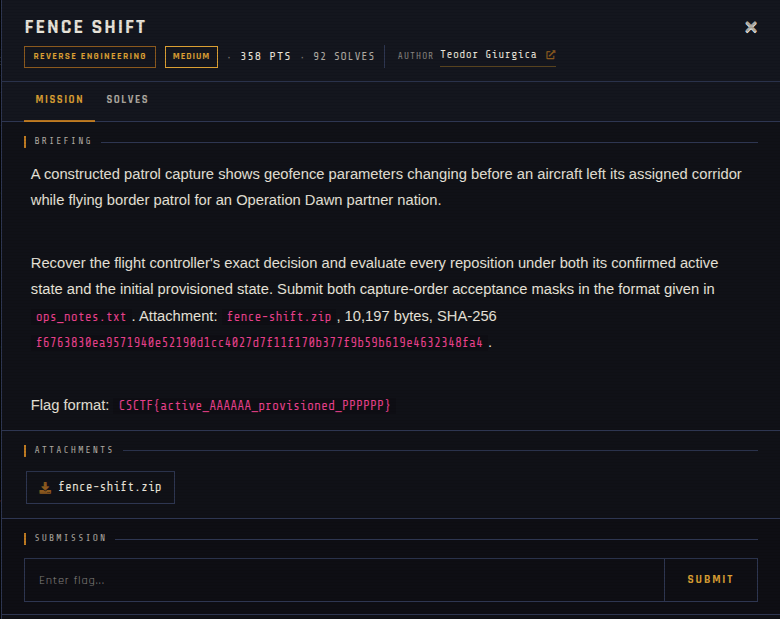 FENCE SHIFT
REVERSE ENGINEERING MEDIUM · 358 PTS · 92 SOLVES AUTHOR Teodor Giurgica
MISSION SOLVES
BRIEFING
A constructed patrol capture shows geofence parameters changing before an aircraft left its assigned corridor
while flying border patrol for an Operation Dawn partner nation.
Recover the flight controller's exact decision and evaluate every reposition under both its confirmed active
state and the initial provisioned state. Submit both capture-order acceptance masks in the format given in
ops_notes.txt . Attachment: fence-shift.zip , 10,197 bytes, SHA-256
f6763830ea9571940e52190d1cc4027d7f11f170b377f9b59b619e4632348fa4 .
Flag format: CSCTF{active_AAAAAA_provisioned_PPPPPP}
ATTACHMENTS
fence-shift.zip
SUBMISSION
Enter flag... SUBMIT